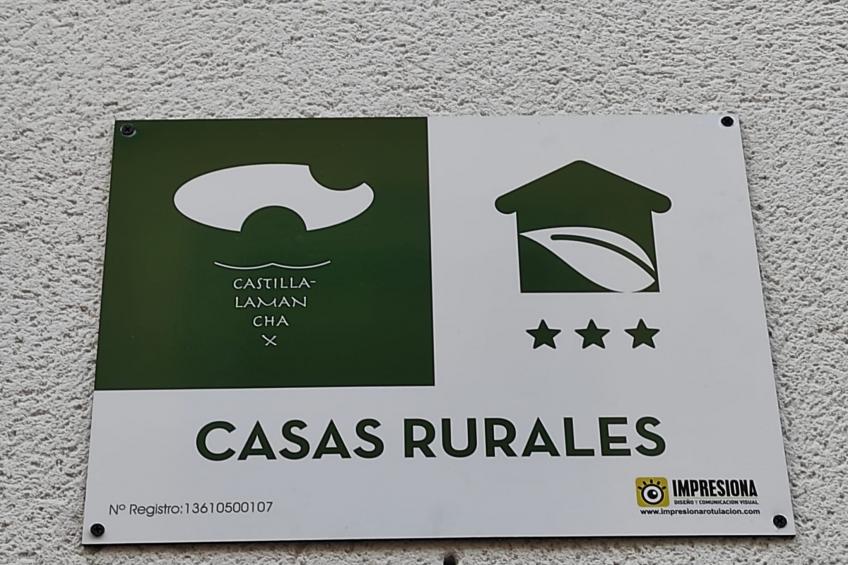 CASTILLA-
LAMAN
CHA
X
CASAS RURALES
Nº Registro:13610500107
IMPRESIONA
DISEÑO Y COMUNICACIÓN VISUAL
www.impresionarotulacion.com